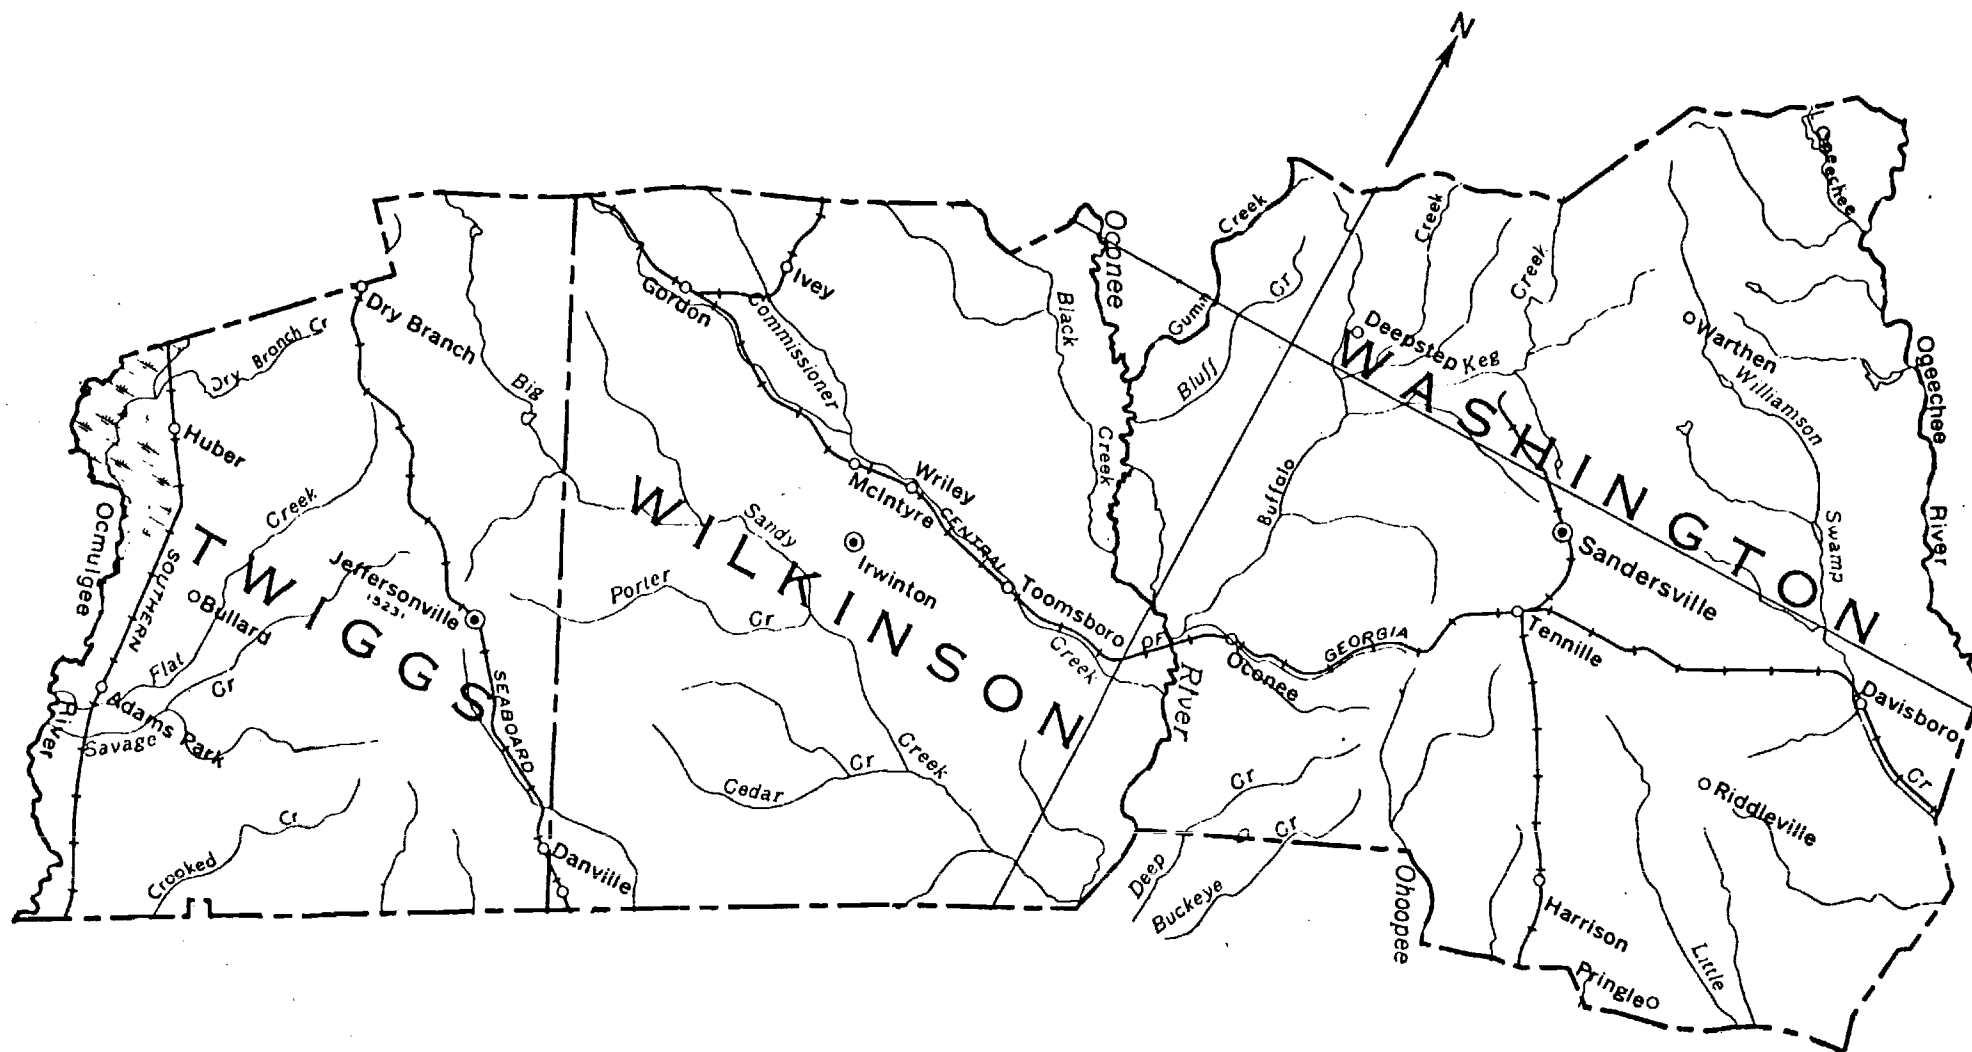 N
Ogeechee
Creek
Creek
Creek
Oconee
Ivey
Gordon
Commissioner
Black
Creek
Gumm
Cr
Bluff
Deepstep
Keg
Warthen
Williamson
Swamp
Cr
Ogeechee
River
Dry Branch
Dry Branch Cr
Big
Huber
Creek
Ocmulgee
River
SOUTHERN
TWIGGS
Bullard
Jeffersonville
Flat
Cr
Adams Park
Savage
SEABOARD
Crooked
Cr
Danville
WILKINSON
Sandy
McIntyre
Wriley
CENTRAL
OF
GEORGIA
Irwinton
Porter
Cr
Toomsboro
Creek
Creek
Cedar
Cr
River
Oconee
Buffalo
WASHINGTON
Sandersville
Tennille
Davisboro
Riddleville
Deep
Cr
Buckeye
Cr
Ohoopee
Harrison
Pringle
Little